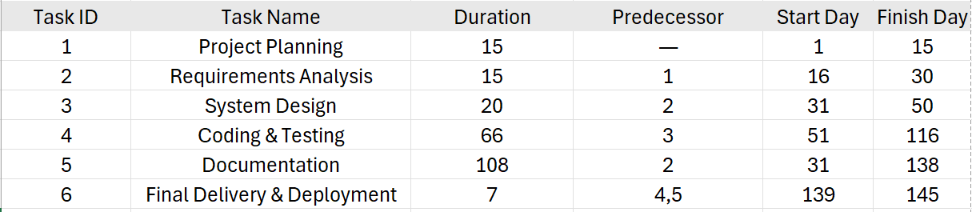 Task ID Task Name Duration Predecessor Start Day Finish Day
1 Project Planning 15 — 1 15
2 Requirements Analysis 15 1 16 30
3 System Design 20 2 31 50
4 Coding & Testing 66 3 51 116
5 Documentation 108 2 31 138
6 Final Delivery & Deployment 7 4,5 139 145